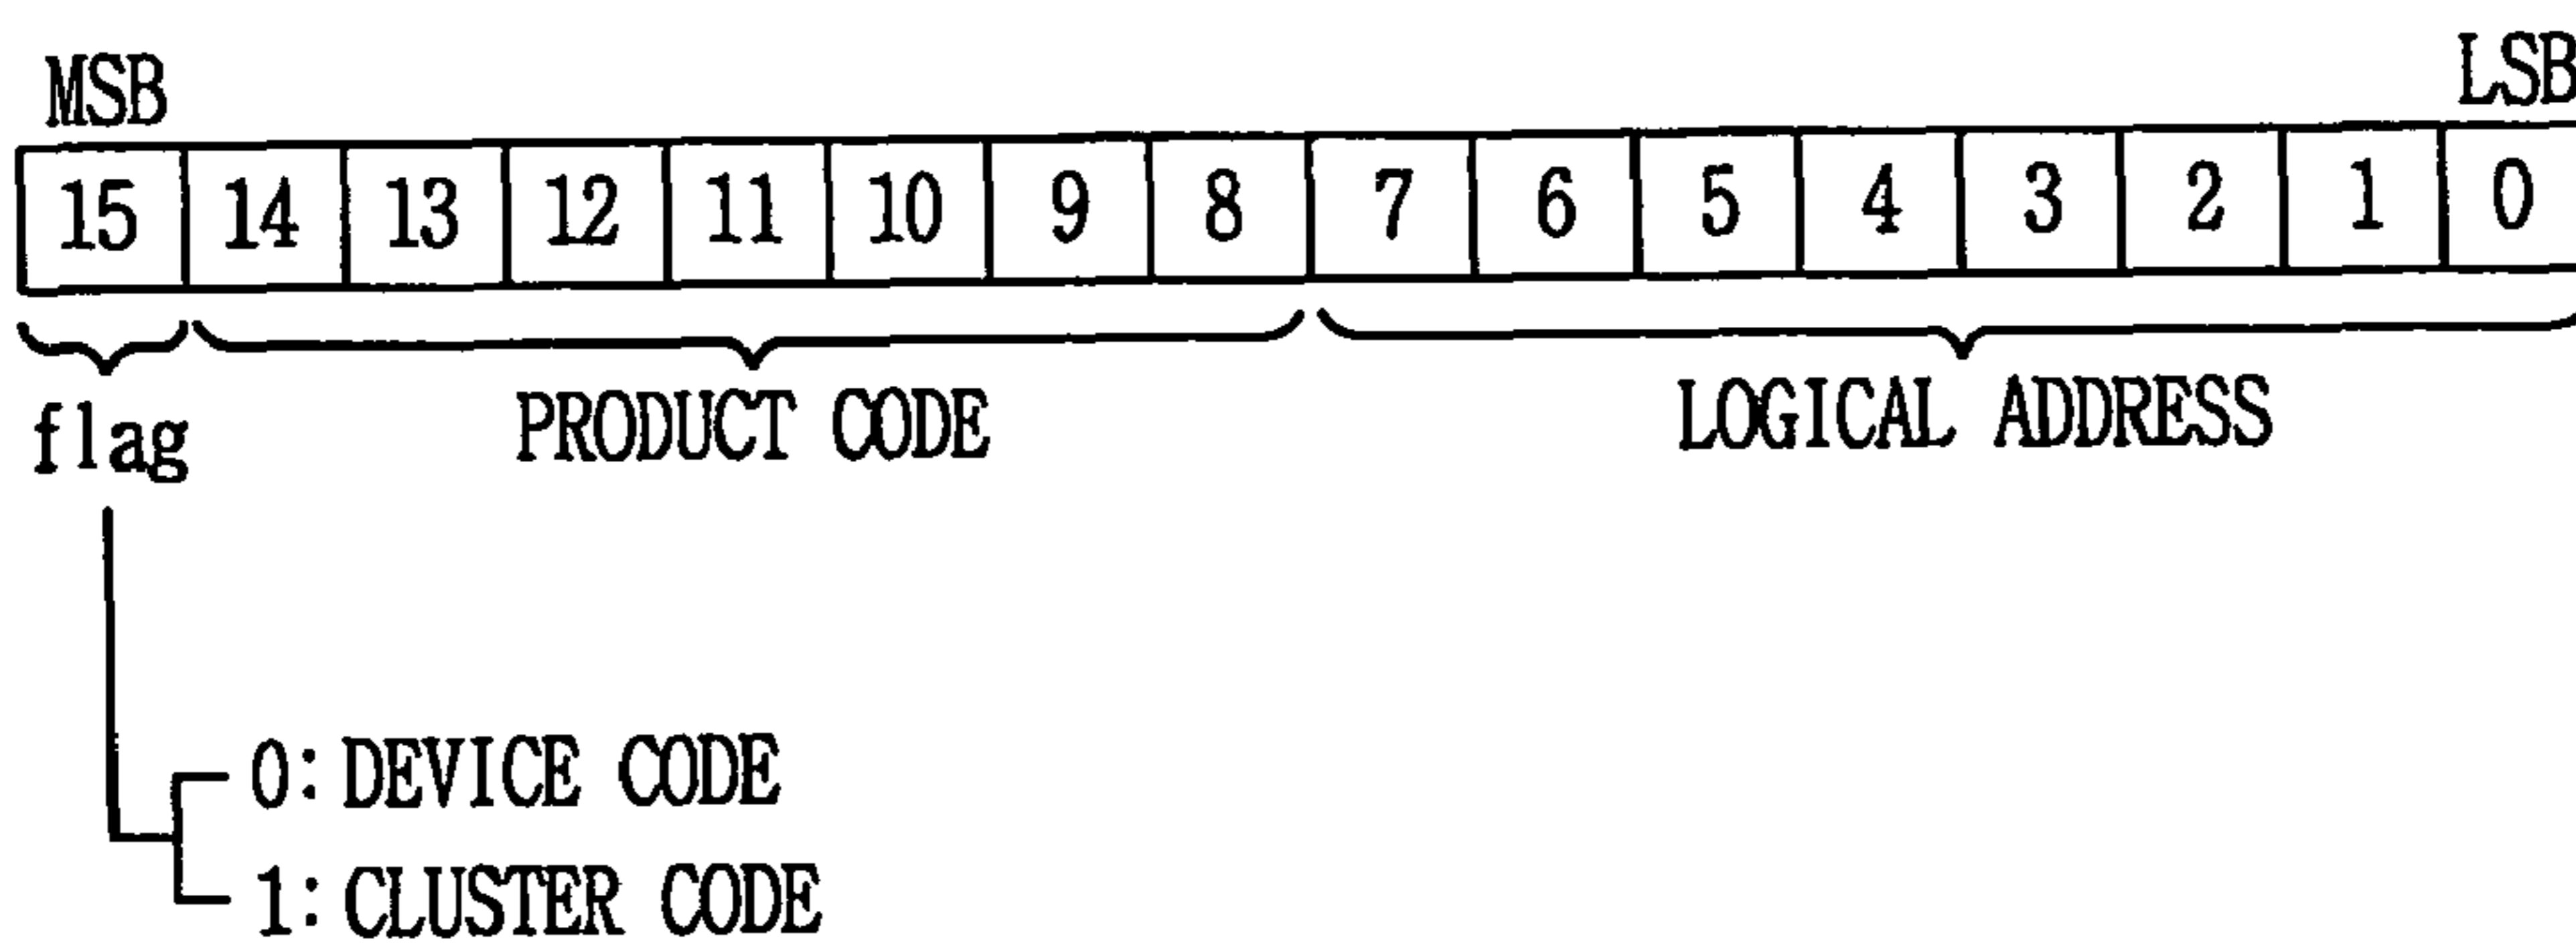 MSB LSB
15 14 13 12 11 10 9 8 7 6 5 4 3 2 1 0
flag PRODUCT CODE LOGICAL ADDRESS
0: DEVICE CODE
1: CLUSTER CODE